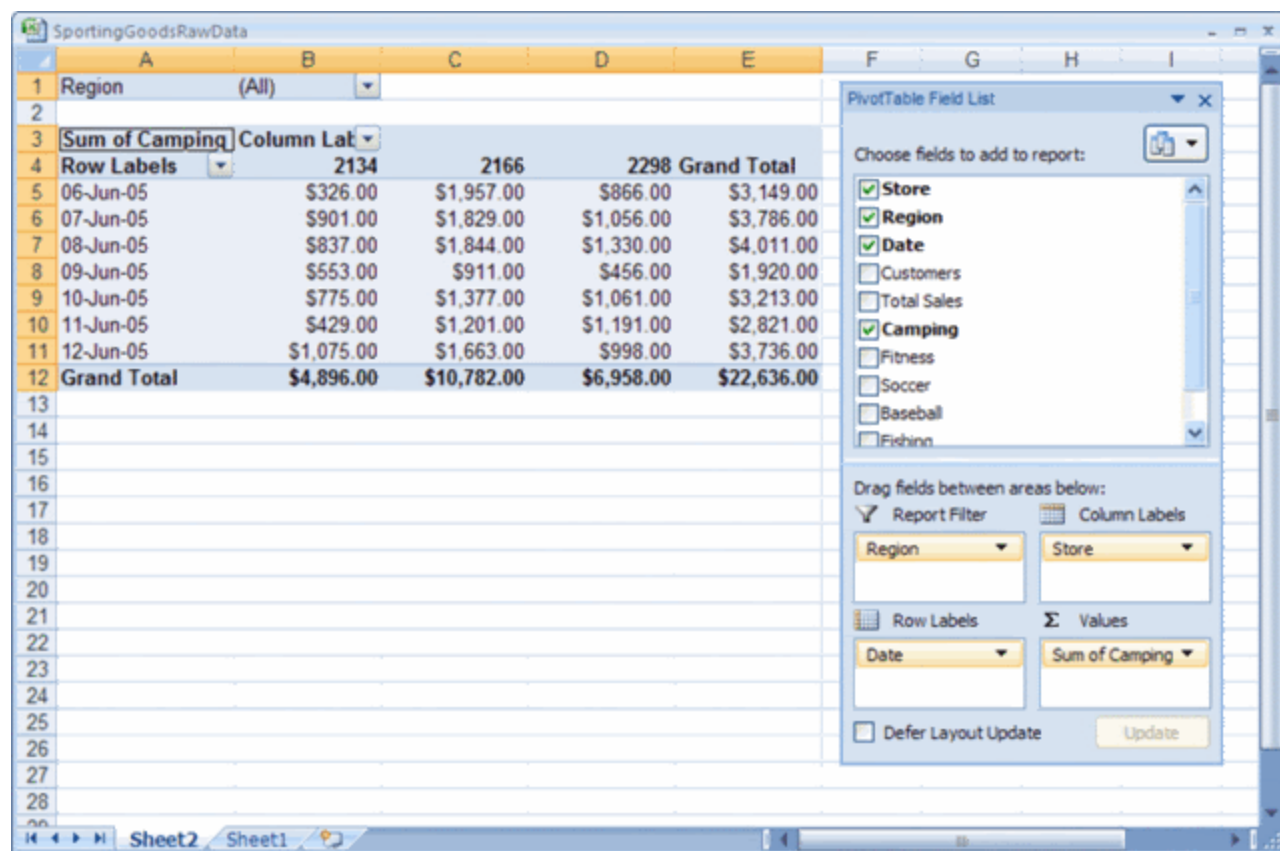 SportingGoodsRawData
A B C D E F G H I
1 Region (All)
2
3 Sum of Camping Column Lab
4 Row Labels 2134 2166 2298 Grand Total
5 06-Jun-05 $326.00 $1,957.00 $866.00 $3,149.00
6 07-Jun-05 $901.00 $1,829.00 $1,056.00 $3,786.00
7 08-Jun-05 $837.00 $1,844.00 $1,330.00 $4,011.00
8 09-Jun-05 $553.00 $911.00 $456.00 $1,920.00
9 10-Jun-05 $775.00 $1,377.00 $1,061.00 $3,213.00
10 11-Jun-05 $429.00 $1,201.00 $1,191.00 $2,821.00
11 12-Jun-05 $1,075.00 $1,663.00 $998.00 $3,736.00
12 Grand Total $4,896.00 $10,782.00 $6,958.00 $22,636.00
13
14
15
16
17
18
19
20
21
22
23
24
25
26
27
28
29
PivotTable Field List
Choose fields to add to report:
Store
Region
Date
Customers
Total Sales
Camping
Fitness
Soccer
Baseball
Fishing
Drag fields between areas below:
Report Filter Column Labels
Region Store
Row Labels Σ Values
Date Sum of Camping
Defer Layout Update Update
Sheet2 Sheet1